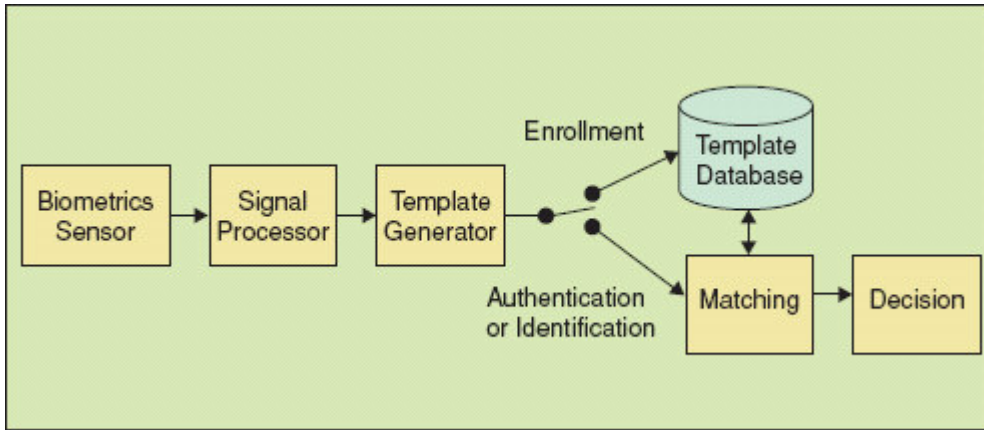 Enrollment
Template
Database
Biometrics
Sensor
Signal
Processor
Template
Generator
Authentication
or Identification
Matching
Decision